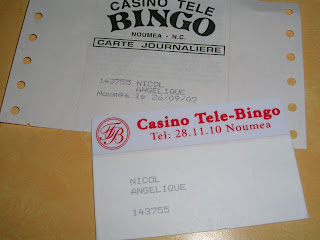 CASINO TELE
BINGO
NOUMEA - N.C.
CARTE JOURNALIERE
143755 NICOL
ANGELIQUE
Nouméa le 26/09/07
TB
Casino Tele-Bingo
Tel: 28.11.10 Noumea
NICOL
ANGELIQUE
143755